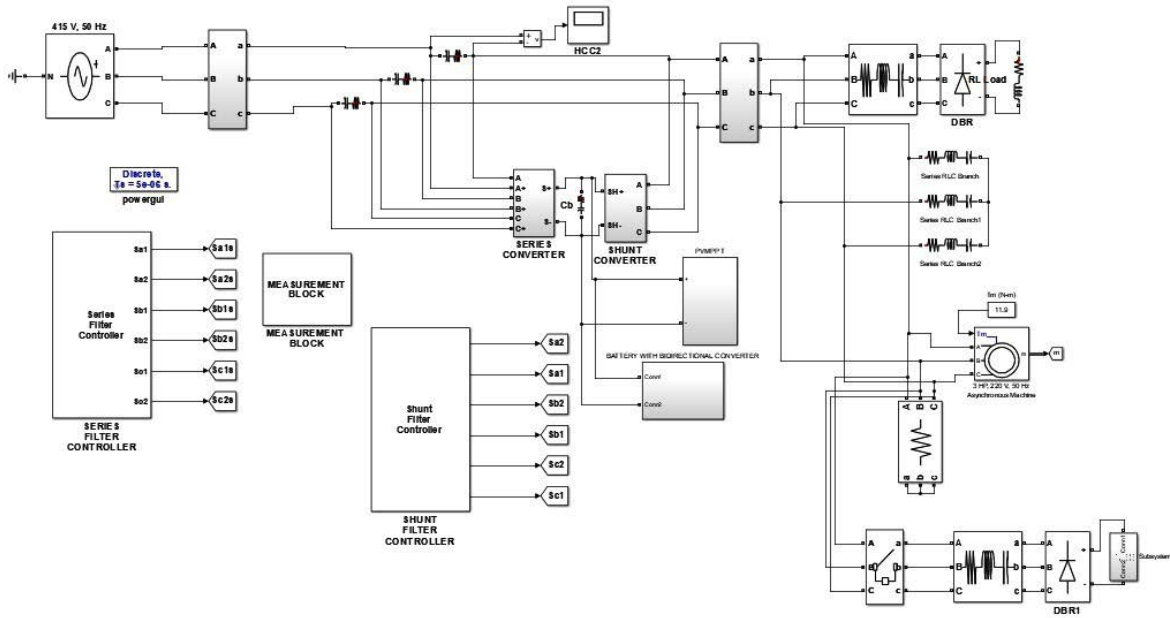 415 V, 50 Hz
N
A
B
C
A
B
C
a
b
c
+
-
v
HCC2
A
B
C
a
b
c
A
B
C
a
b
c
A
B
C
+
-
DBR
RL Load
Discrete,
Ts = 5e-06 s.
powergui
A
A+
B
B+
C
C+
S+
S-
SERIES
CONVERTER
Cb
SH+
SH-
A
B
C
SHUNT
CONVERTER
Series RLC Branch
Series RLC Branch1
Series RLC Branch2
Series
Filter
Controller
Sa1
Sa2
Sb1
Sb2
Sc1
Sc2
Sa1s
Sa2s
Sb1s
Sb2s
Sc1s
Sc2s
SERIES
FILTER
CONTROLLER
MEASUREMENT
BLOCK
MEASUREMENT
BLOCK
PVMPPT
+
-
BATTERY WITH BIDIRECTIONAL CONVERTER
Conn1
Conn2
Shunt
Filter
Controller
Sa2
Sa1
Sb2
Sb1
Sc2
Sc1
SHUNT
FILTER
CONTROLLER
Tm (N-m)
11.9
Tm
A
B
C
m
m
3 HP, 220 V, 50 Hz
Asynchronous Machine
A B C
a b c
A
B
C
a
b
c
A
B
C
a
b
c
A
B
C
+
-
DBR1
Conn1
Conn2
Subsystem